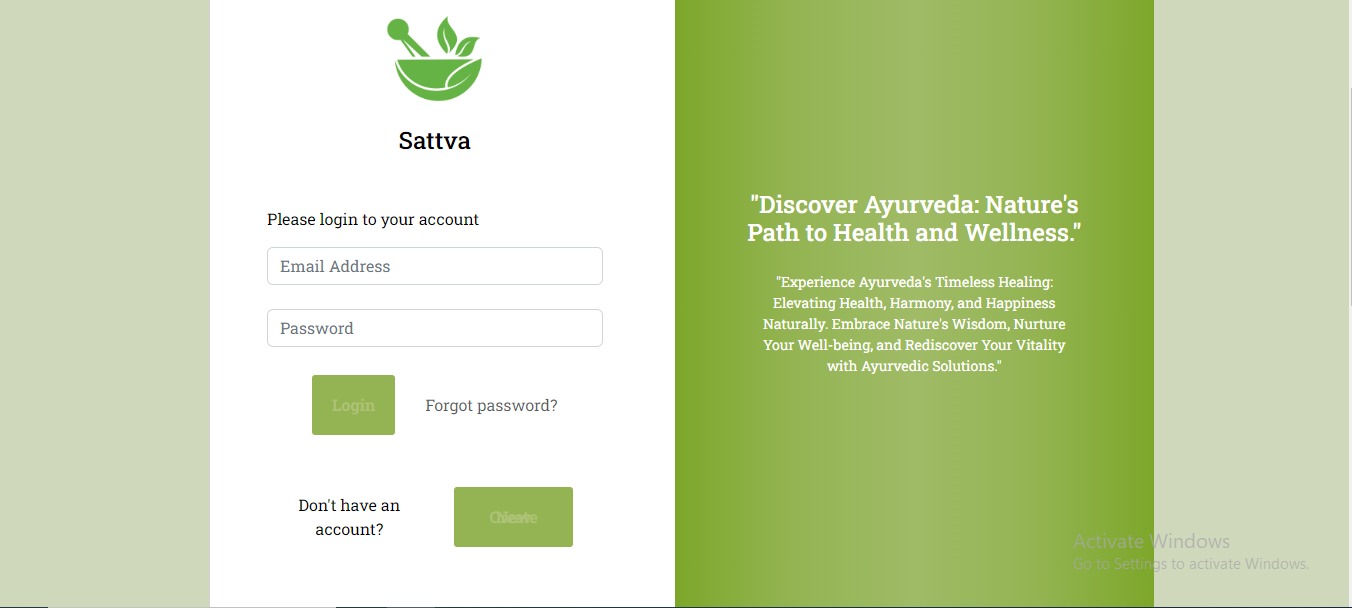 Sattva
Please login to your account
Email Address
Password
Login
Forgot password?
Don't have an
account?
"Discover Ayurveda: Nature's
Path to Health and Wellness."
"Experience Ayurveda's Timeless Healing:
Elevating Health, Harmony, and Happiness
Naturally. Embrace Nature's Wisdom, Nurture
Your Well-being, and Rediscover Your Vitality
with Ayurvedic Solutions."
Activate Windows
Go to Settings to activate Windows.